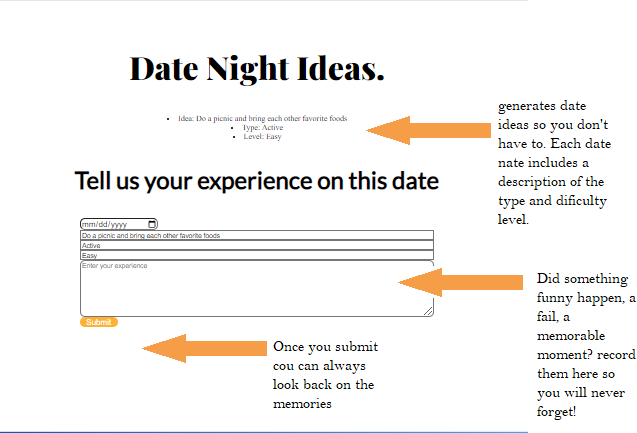 Date Night Ideas.
Idea: Do a picnic and bring each other favorite foods
Type: Active
Level: Easy
generates date
ideas so you don't
have to. Each date
nate includes a
description of the
type and dificulty
level.
Tell us your experience on this date
mm/dd/yyyy
Do a picnic and bring each other favorite foods
Active
Easy
Enter your experience
Submit
Did something
funny happen, a
fail, a
memorable
moment? record
them here so
you will never
forget!
Once you submit
cou can always
look back on the
memories